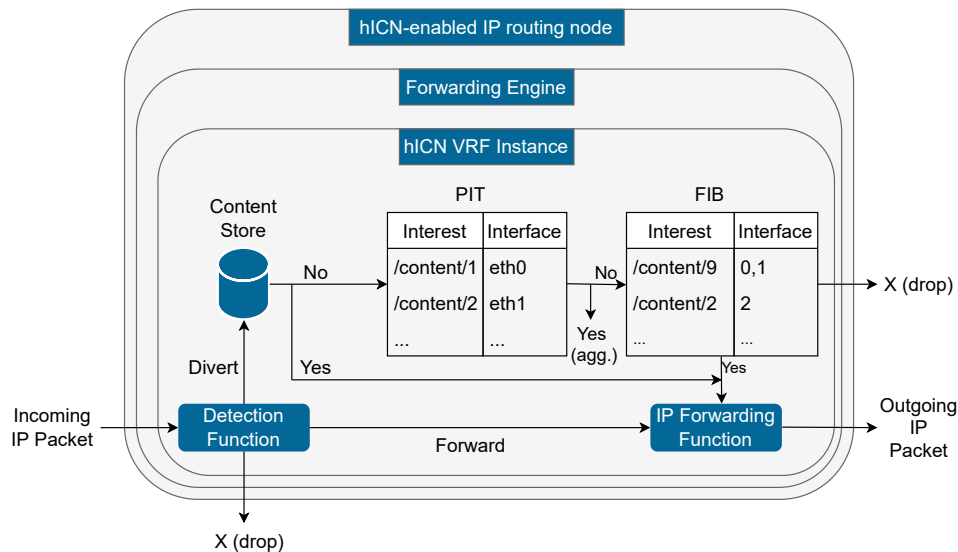 hICN-enabled IP routing node
Forwarding Engine
hICN VRF Instance
PIT
FIB
Content
Store
Interest Interface
/content/1 eth0
/content/2 eth1
... ...
Interest Interface
/content/9 0,1
/content/2 2
... ...
No
No
X (drop)
Yes
(agg.)
Divert
Yes
Yes
Incoming
IP Packet
Detection
Function
Forward
IP Forwarding
Function
Outgoing
IP
Packet
X (drop)